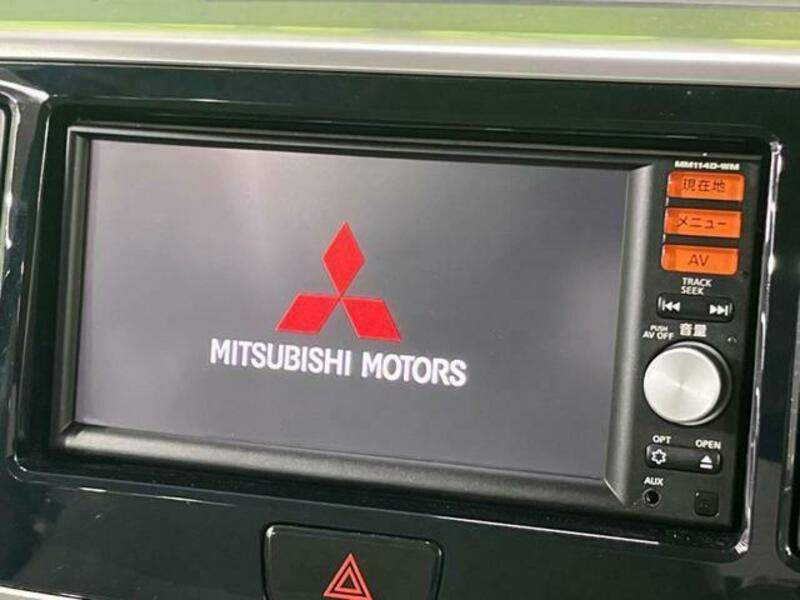 MM114D-WM
現在地
メニュー
AV
TRACK
SEEK
PUSH
AV OFF
音量
MITSUBISHI MOTORS
OPT
OPEN
AUX